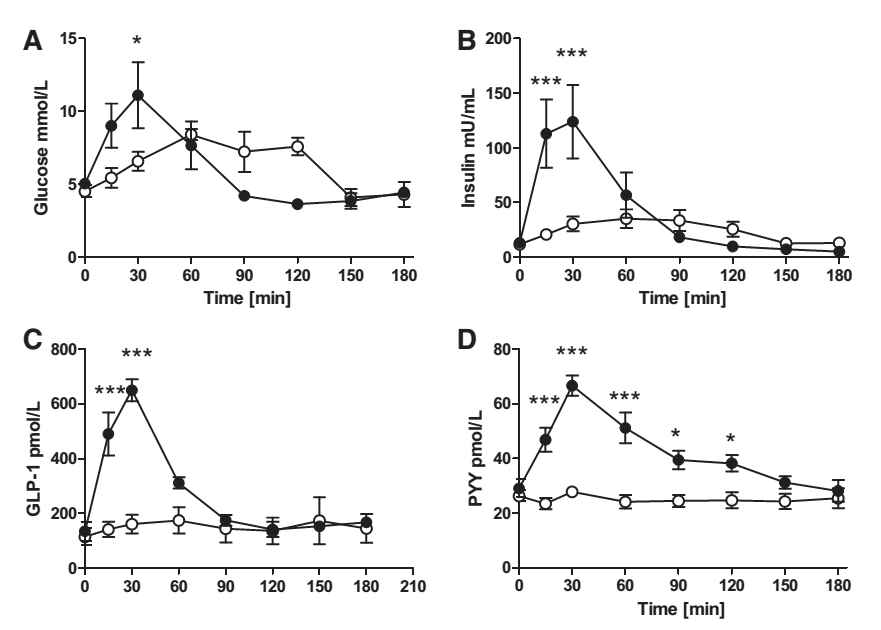 A
B
15
10
5
0
Glucose mmol/L
*
0 30 60 90 120 150 180
Time [min]
200
150
100
50
0
Insulin mU/mL
***
***
0 30 60 90 120 150 180
Time [min]
C
D
800
600
400
200
0
GLP-1 pmol/L
***
***
0 30 60 90 120 150 180 210
80
60
40
20
0
PYY pmol/L
***
***
***
*
*
0 30 60 90 120 150 180
Time [min]